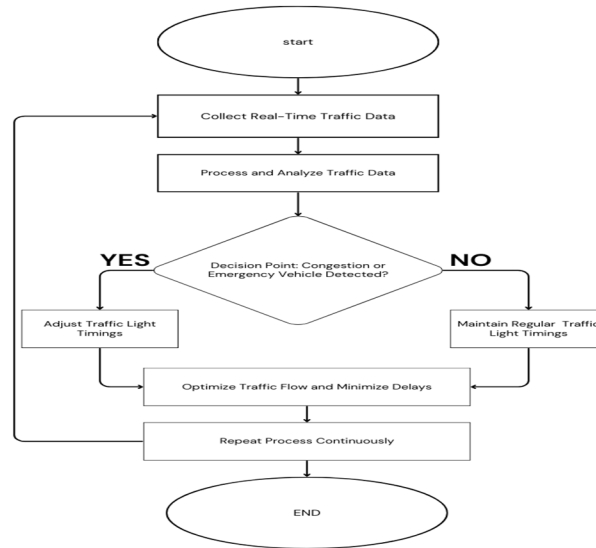 start
Collect Real-Time Traffic Data
Process and Analyze Traffic Data
YES
Decision Point: Congestion or
Emergency Vehicle Detected?
NO
Adjust Traffic Light
Timings
Maintain Regular Traffic
Light Timings
Optimize Traffic Flow and Minimize Delays
Repeat Process Continuously
END